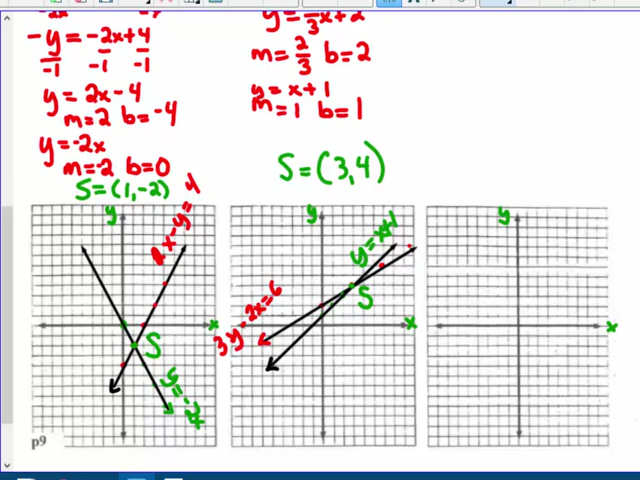 -y = -2x+4
-1 -1 -1
y = 2x-4
m=2 b=-4
y=-2x
m=-2 b=0
S=(1,-2)
m=2/3 b=2
y=x+1
m=1 b=1
S=(3,4)
y
2x-y=4
x
S
y=-2x
y
y=x+1
3y-2x=6
x
S
y
x
p9